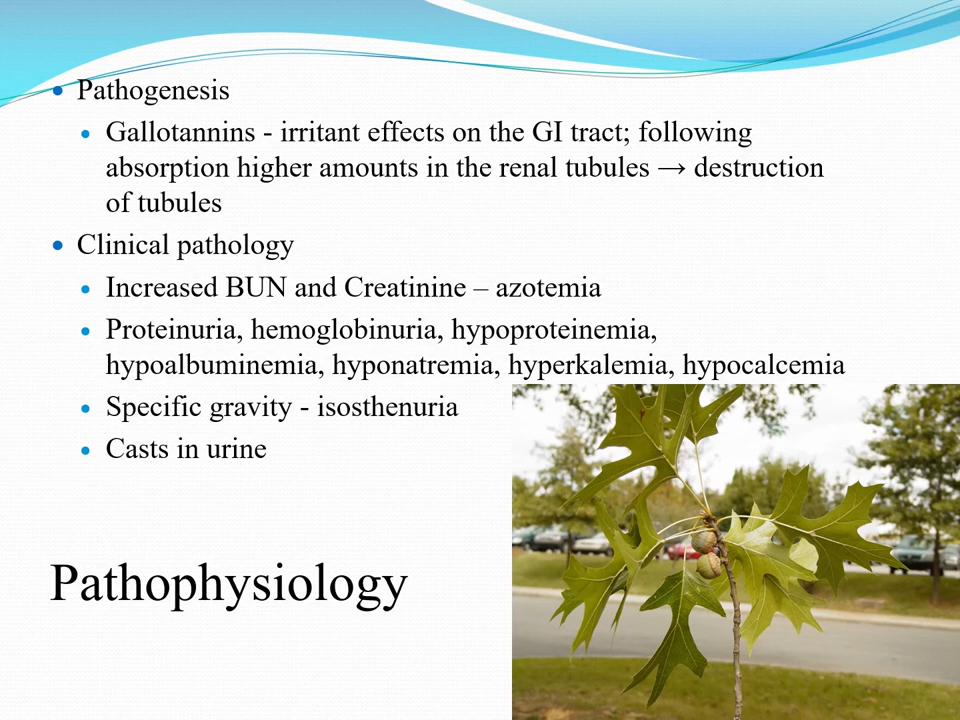 Pathogenesis
Gallotannins - irritant effects on the GI tract; following
absorption higher amounts in the renal tubules → destruction
of tubules
Clinical pathology
Increased BUN and Creatinine – azotemia
Proteinuria, hemoglobinuria, hypoproteinemia,
hypoalbuminemia, hyponatremia, hyperkalemia, hypocalcemia
Specific gravity - isosthenuria
Casts in urine
Pathophysiology